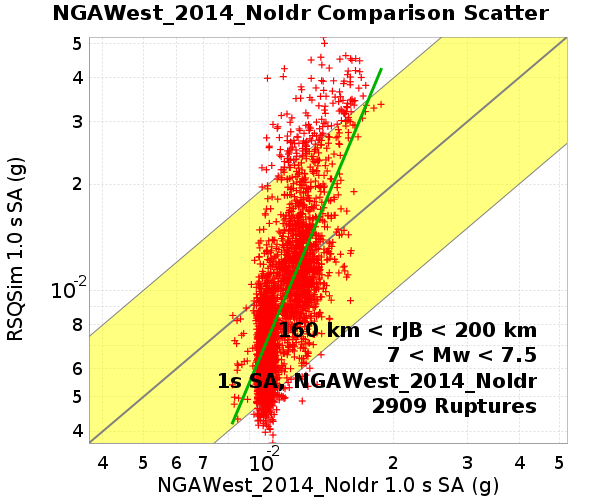 NGAWest_2014_NoIdr Comparison Scatter
RSQSim 1.0 s SA (g)
5
4
3
2
10-2
8
6
5
4
160 km < rJB < 200 km
7 < Mw < 7.5
1s SA, NGAWest_2014_NoIdr
2909 Ruptures
4 5 6 7 10-2 2 3 4 5
NGAWest_2014_NoIdr 1.0 s SA (g)